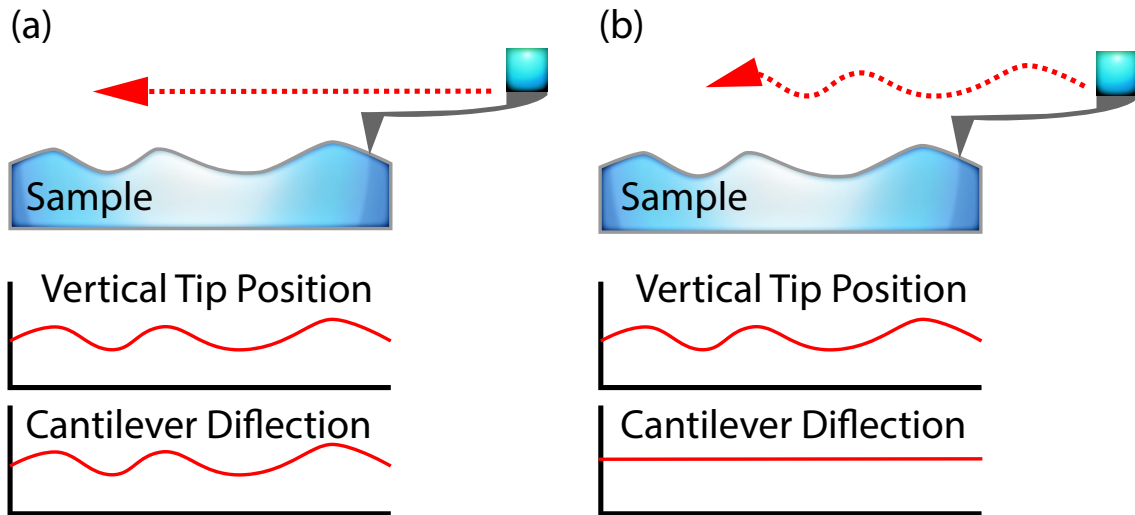 (a)
Sample
Vertical Tip Position
Cantilever Diflection
(b)
Sample
Vertical Tip Position
Cantilever Diflection